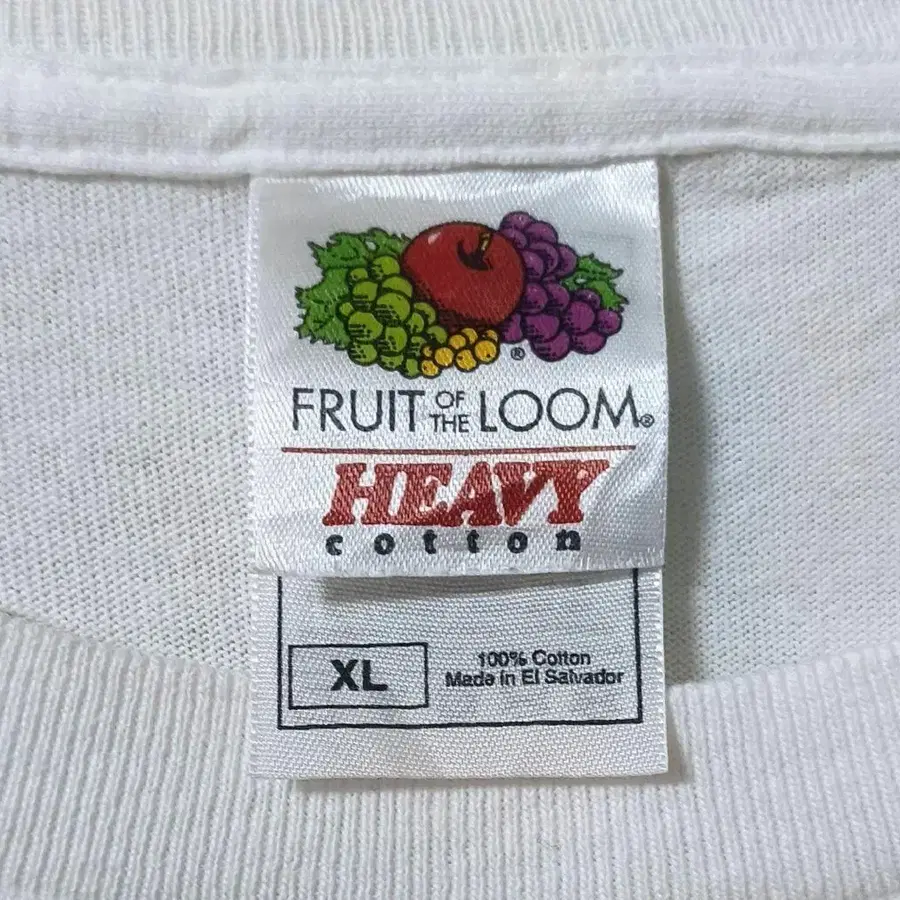 ®
FRUIT OF THE LOOM®
HEAVY
cotton
XL
100% Cotton
Made in El Salvador